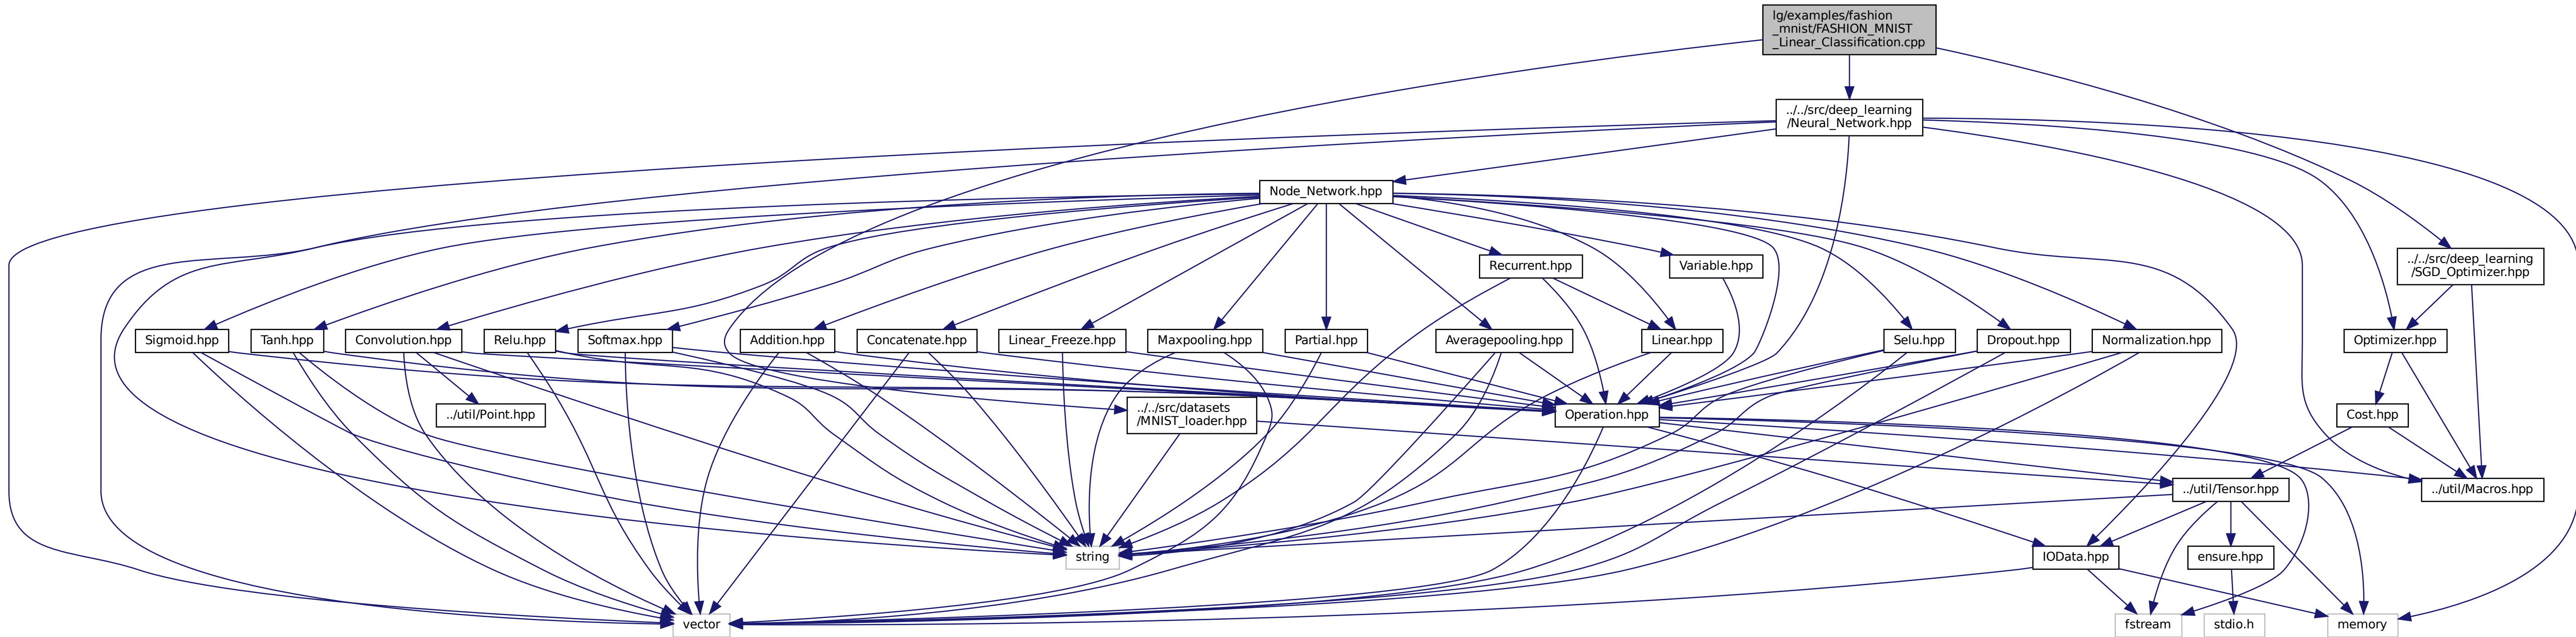 lg/examples/fashion
_mnist/FASHION_MNIST
_Linear_Classification.cpp
../../src/deep_learning
/Neural_Network.hpp
Node_Network.hpp
Recurrent.hpp
Variable.hpp
../../src/deep_learning
/SGD_Optimizer.hpp
Sigmoid.hpp
Tanh.hpp
Convolution.hpp
Relu.hpp
Softmax.hpp
Addition.hpp
Concatenate.hpp
Linear_Freeze.hpp
Maxpooling.hpp
Partial.hpp
Averagepooling.hpp
Linear.hpp
Selu.hpp
Dropout.hpp
Normalization.hpp
Optimizer.hpp
../util/Point.hpp
../../src/datasets
/MNIST_loader.hpp
Operation.hpp
Cost.hpp
../util/Tensor.hpp
../util/Macros.hpp
string
IOData.hpp
ensure.hpp
vector
fstream
stdio.h
memory